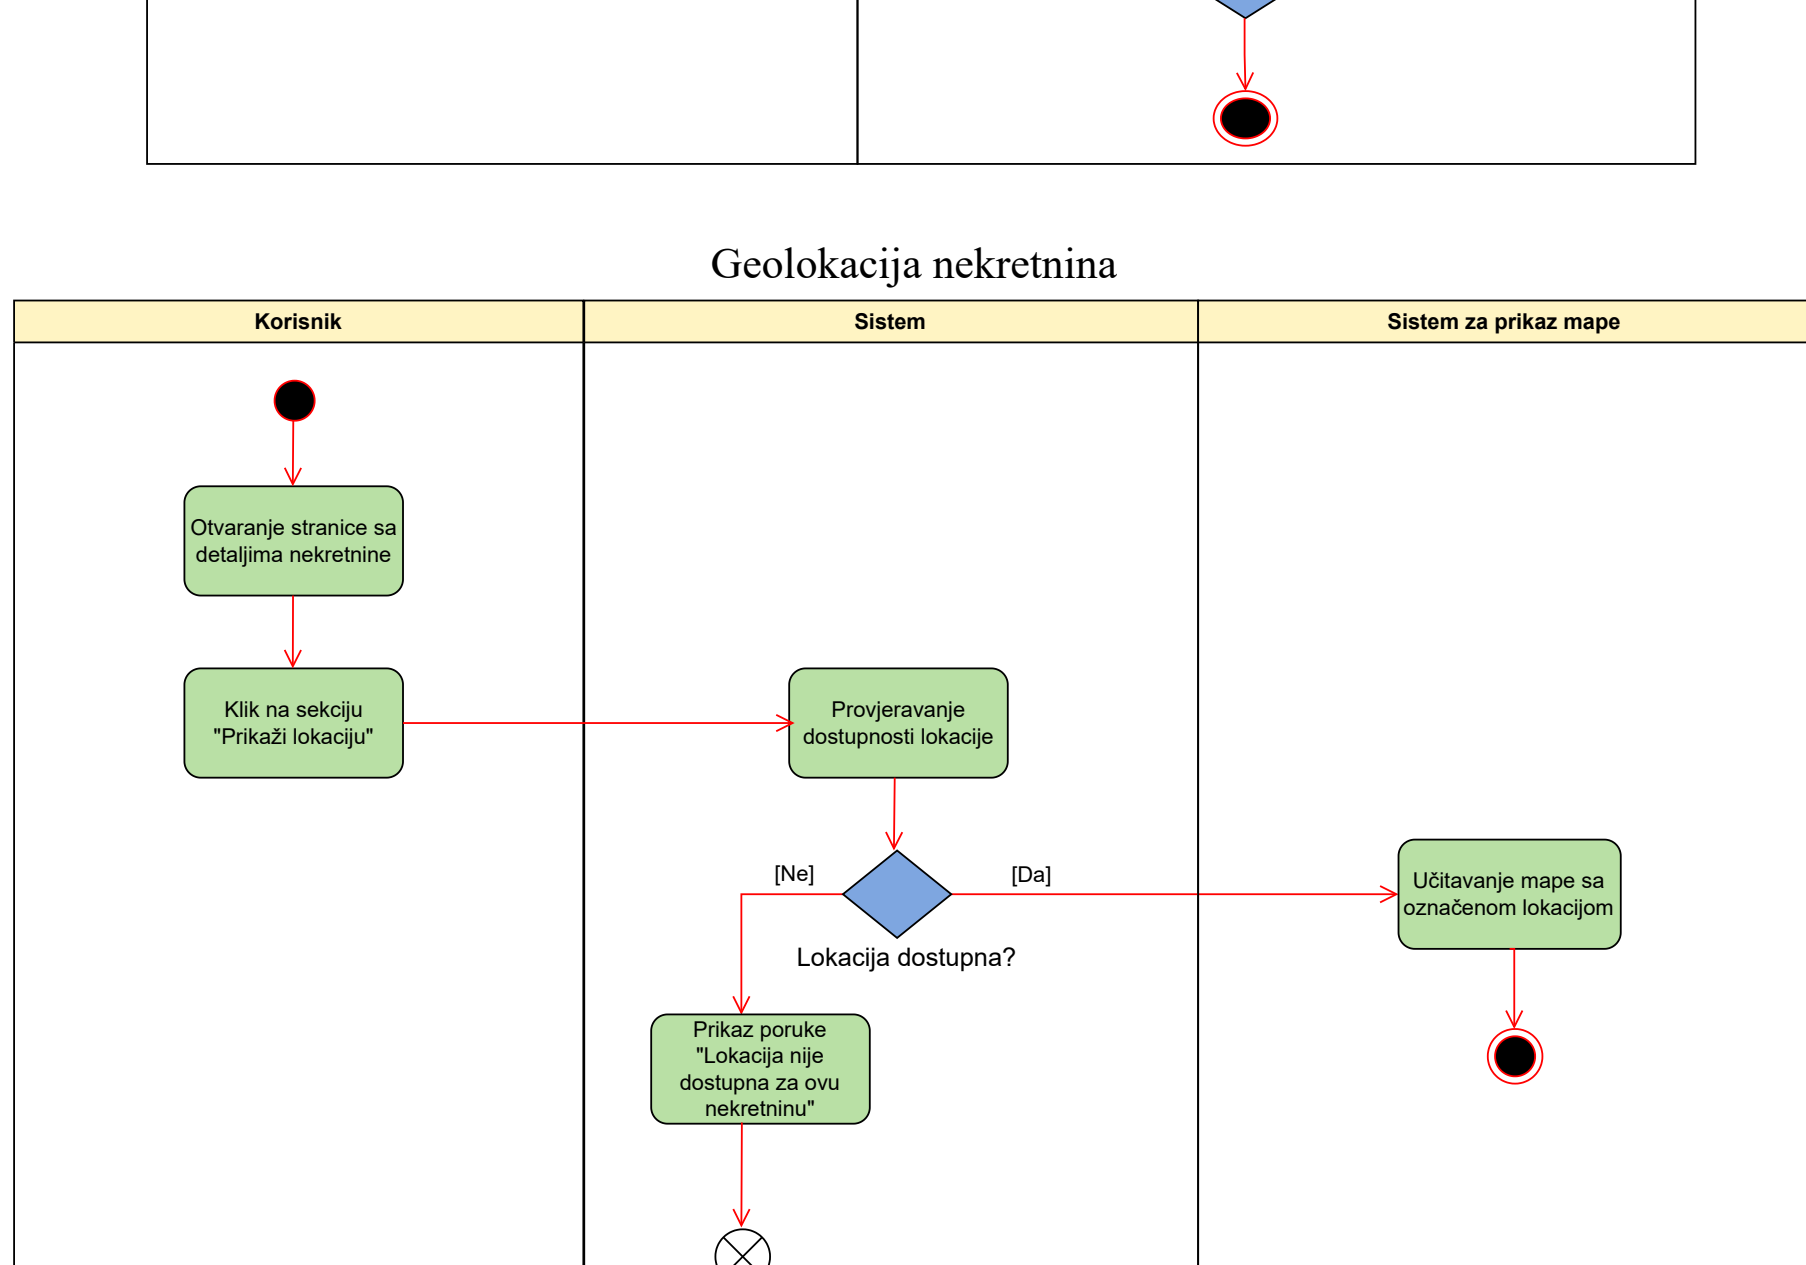 Geolokacija nekretnina
Korisnik
Sistem
Sistem za prikaz mape
Otvaranje stranice sa
detaljima nekretnine
Klik na sekciju
"Prikaži lokaciju"
Provjeravanje
dostupnosti lokacije
[Ne]
[Da]
Učitavanje mape sa
označenom lokacijom
Lokacija dostupna?
Prikaz poruke
"Lokacija nije
dostupna za ovu
nekretninu"